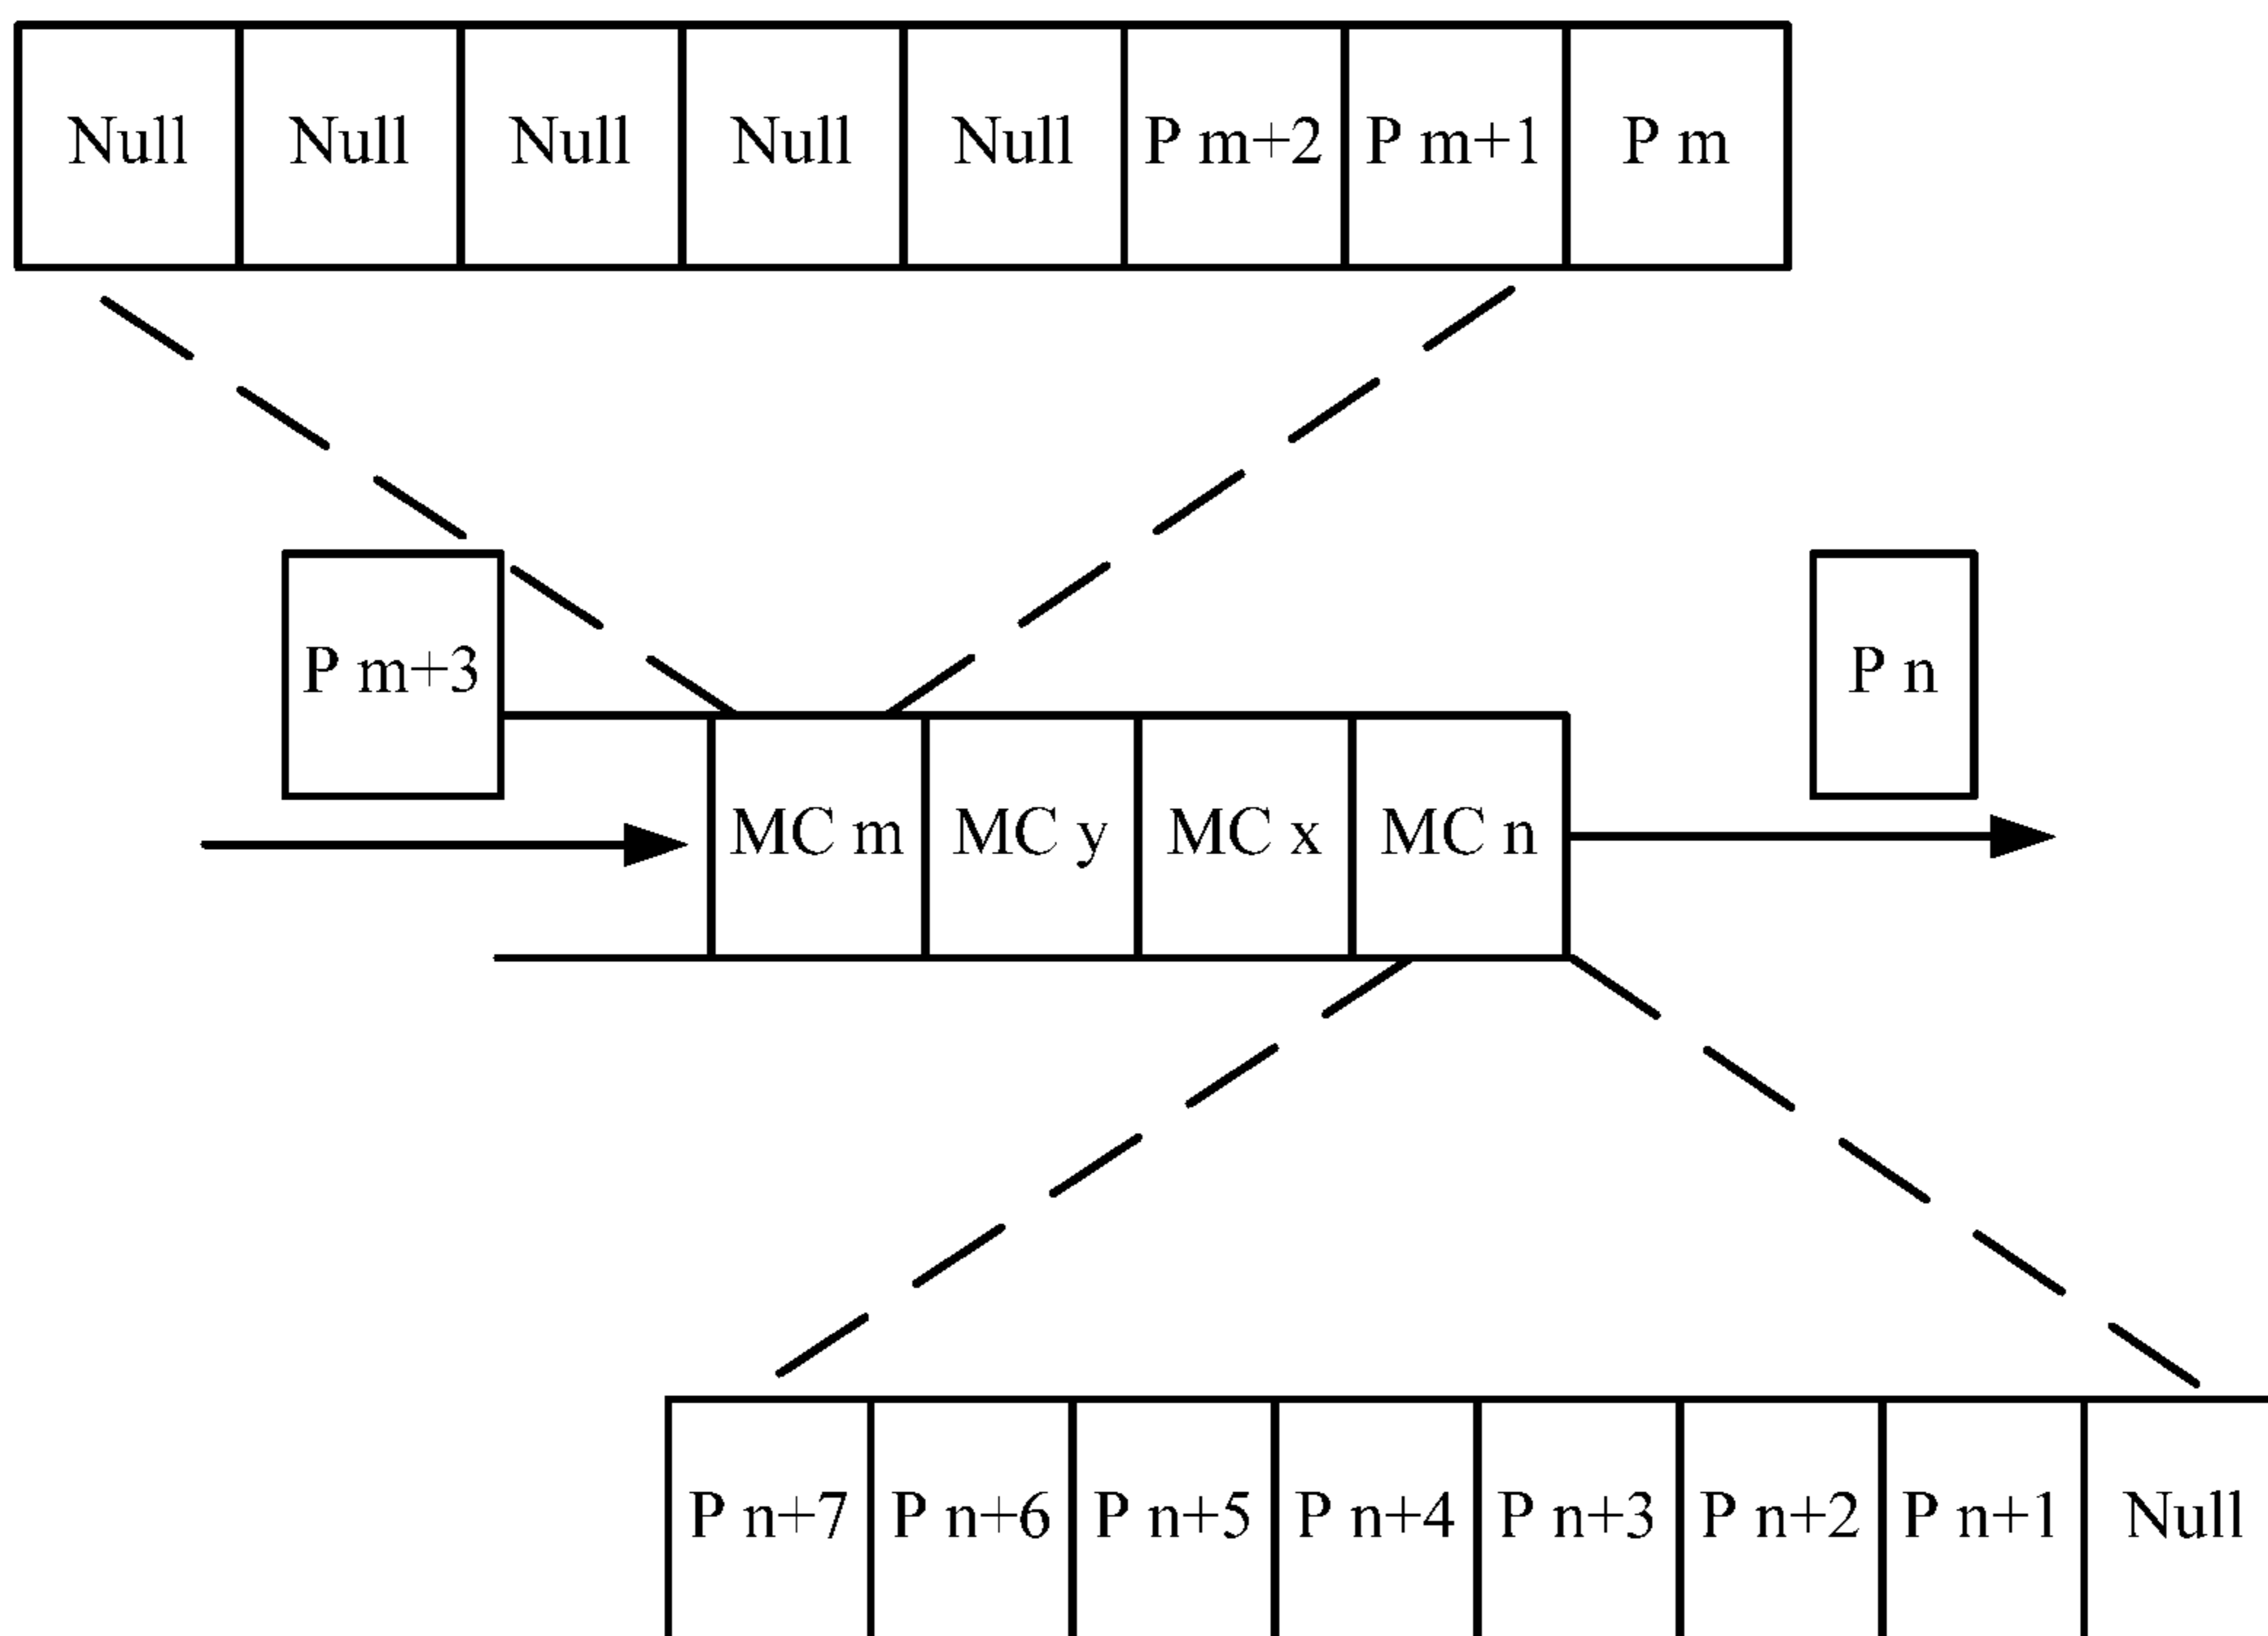 Null Null Null Null Null P m+2 P m+1 P m
P m+3 P n
MC m MC y MC x MC n
P n+7 P n+6 P n+5 P n+4 P n+3 P n+2 P n+1 Null